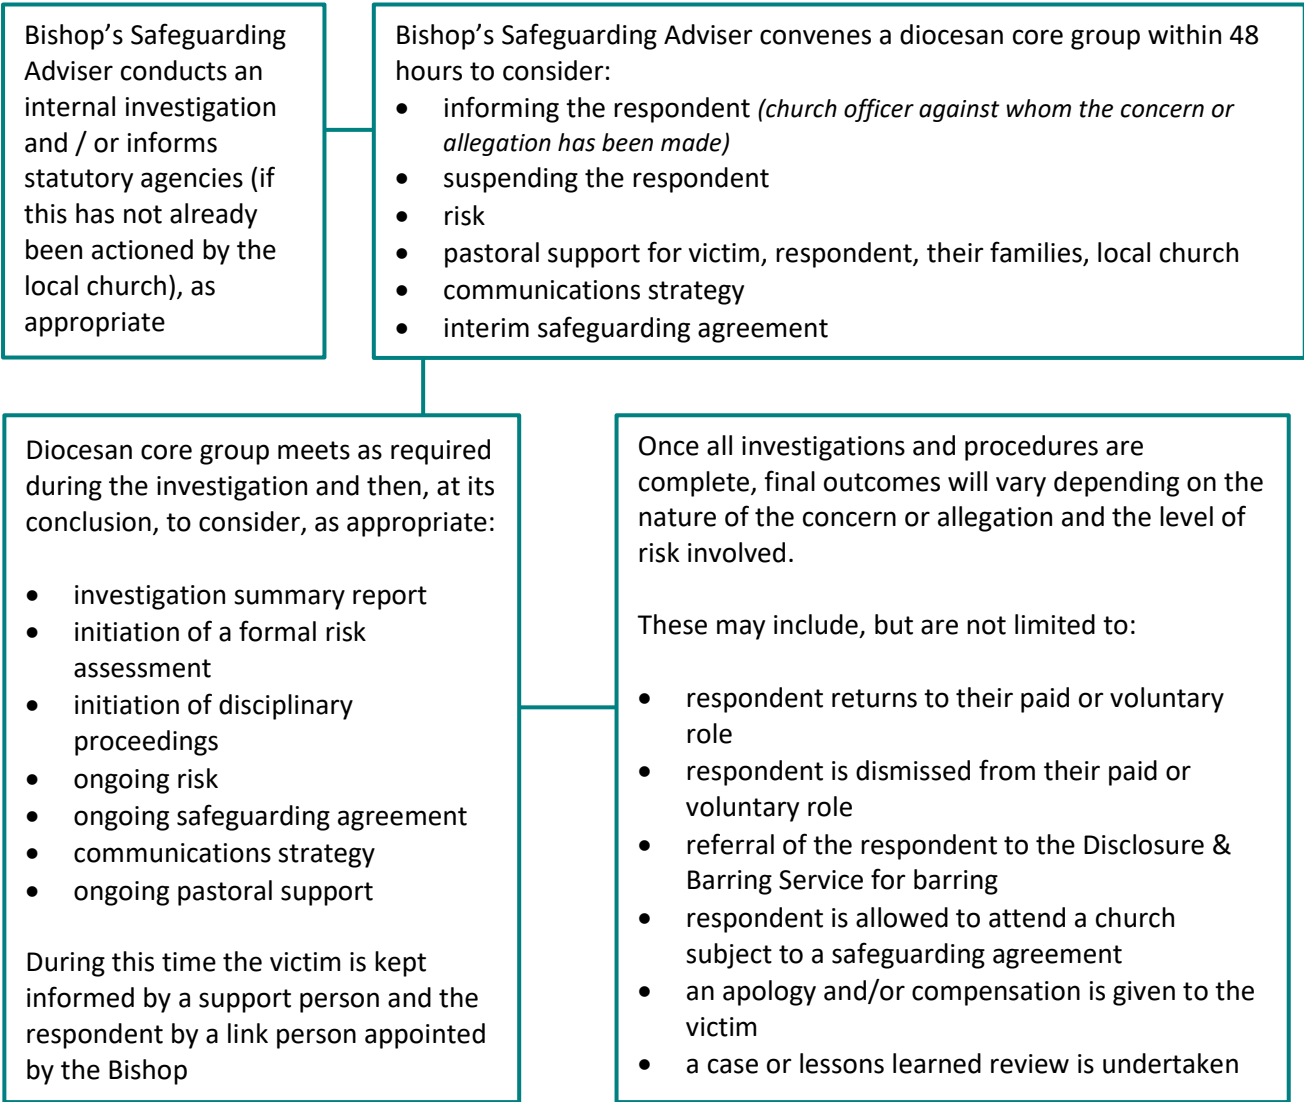 Bishop’s Safeguarding
Adviser conducts an
internal investigation
and / or informs
statutory agencies (if
this has not already
been actioned by the
local church), as
appropriate
Bishop’s Safeguarding Adviser convenes a diocesan core group within 48
hours to consider:
• informing the respondent (church officer against whom the concern or
allegation has been made)
• suspending the respondent
• risk
• pastoral support for victim, respondent, their families, local church
• communications strategy
• interim safeguarding agreement
Diocesan core group meets as required
during the investigation and then, at its
conclusion, to consider, as appropriate:
• investigation summary report
• initiation of a formal risk
assessment
• initiation of disciplinary
proceedings
• ongoing risk
• ongoing safeguarding agreement
• communications strategy
• ongoing pastoral support
During this time the victim is kept
informed by a support person and the
respondent by a link person appointed
by the Bishop
Once all investigations and procedures are
complete, final outcomes will vary depending on the
nature of the concern or allegation and the level of
risk involved.
These may include, but are not limited to:
• respondent returns to their paid or voluntary
role
• respondent is dismissed from their paid or
voluntary role
• referral of the respondent to the Disclosure &
Barring Service for barring
• respondent is allowed to attend a church
subject to a safeguarding agreement
• an apology and/or compensation is given to the
victim
• a case or lessons learned review is undertaken